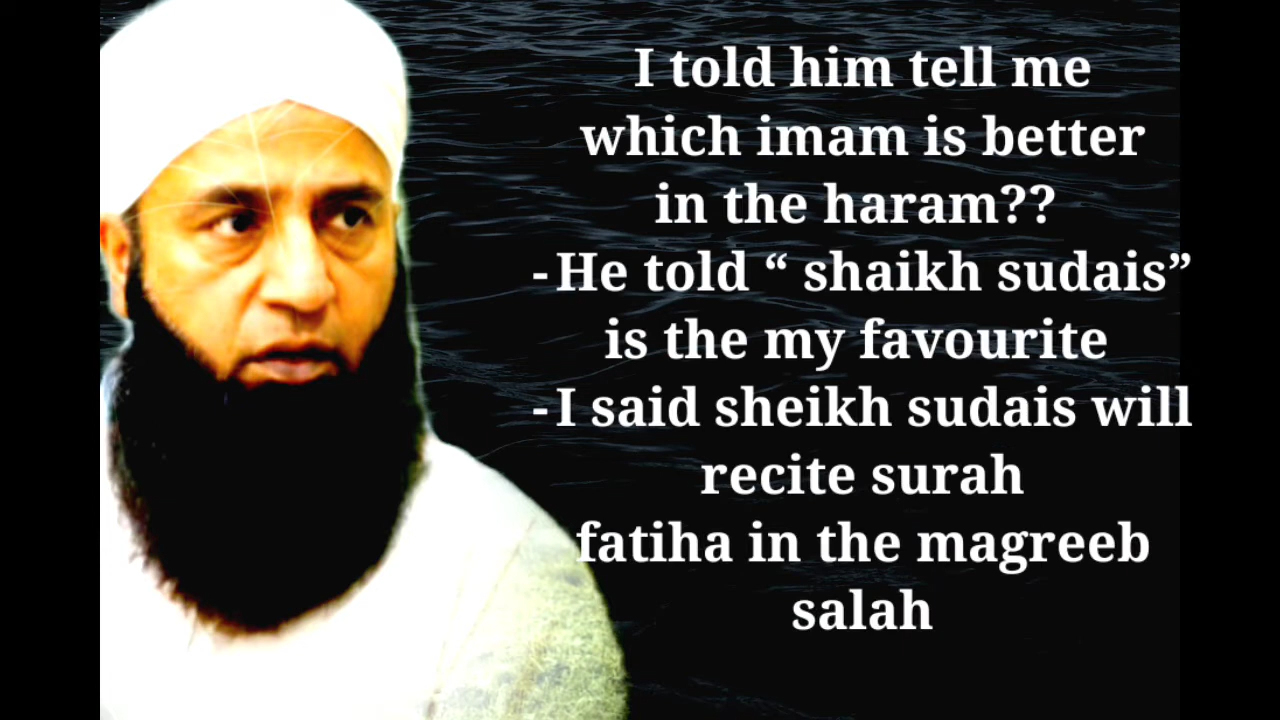 I told him tell me
which imam is better
in the haram??
-He told “ shaikh sudais”
is the my favourite
-I said sheikh sudais will
recite surah
fatiha in the magreeb
salah